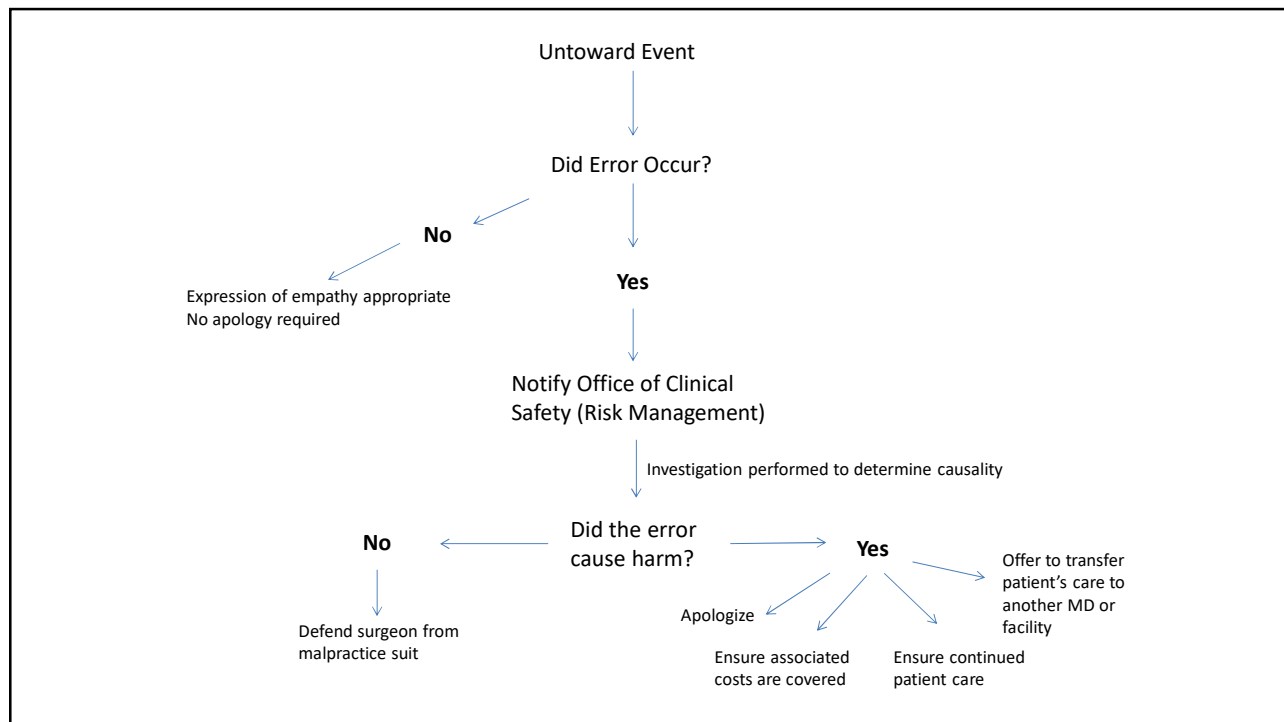 Untoward Event
Did Error Occur?
No
Expression of empathy appropriate
No apology required
Yes
Notify Office of Clinical
Safety (Risk Management)
Investigation performed to determine causality
Did the error
cause harm?
No
Defend surgeon from
malpractice suit
Yes
Apologize
Ensure associated
costs are covered
Ensure continued
patient care
Offer to transfer
patient's care to
another MD or
facility